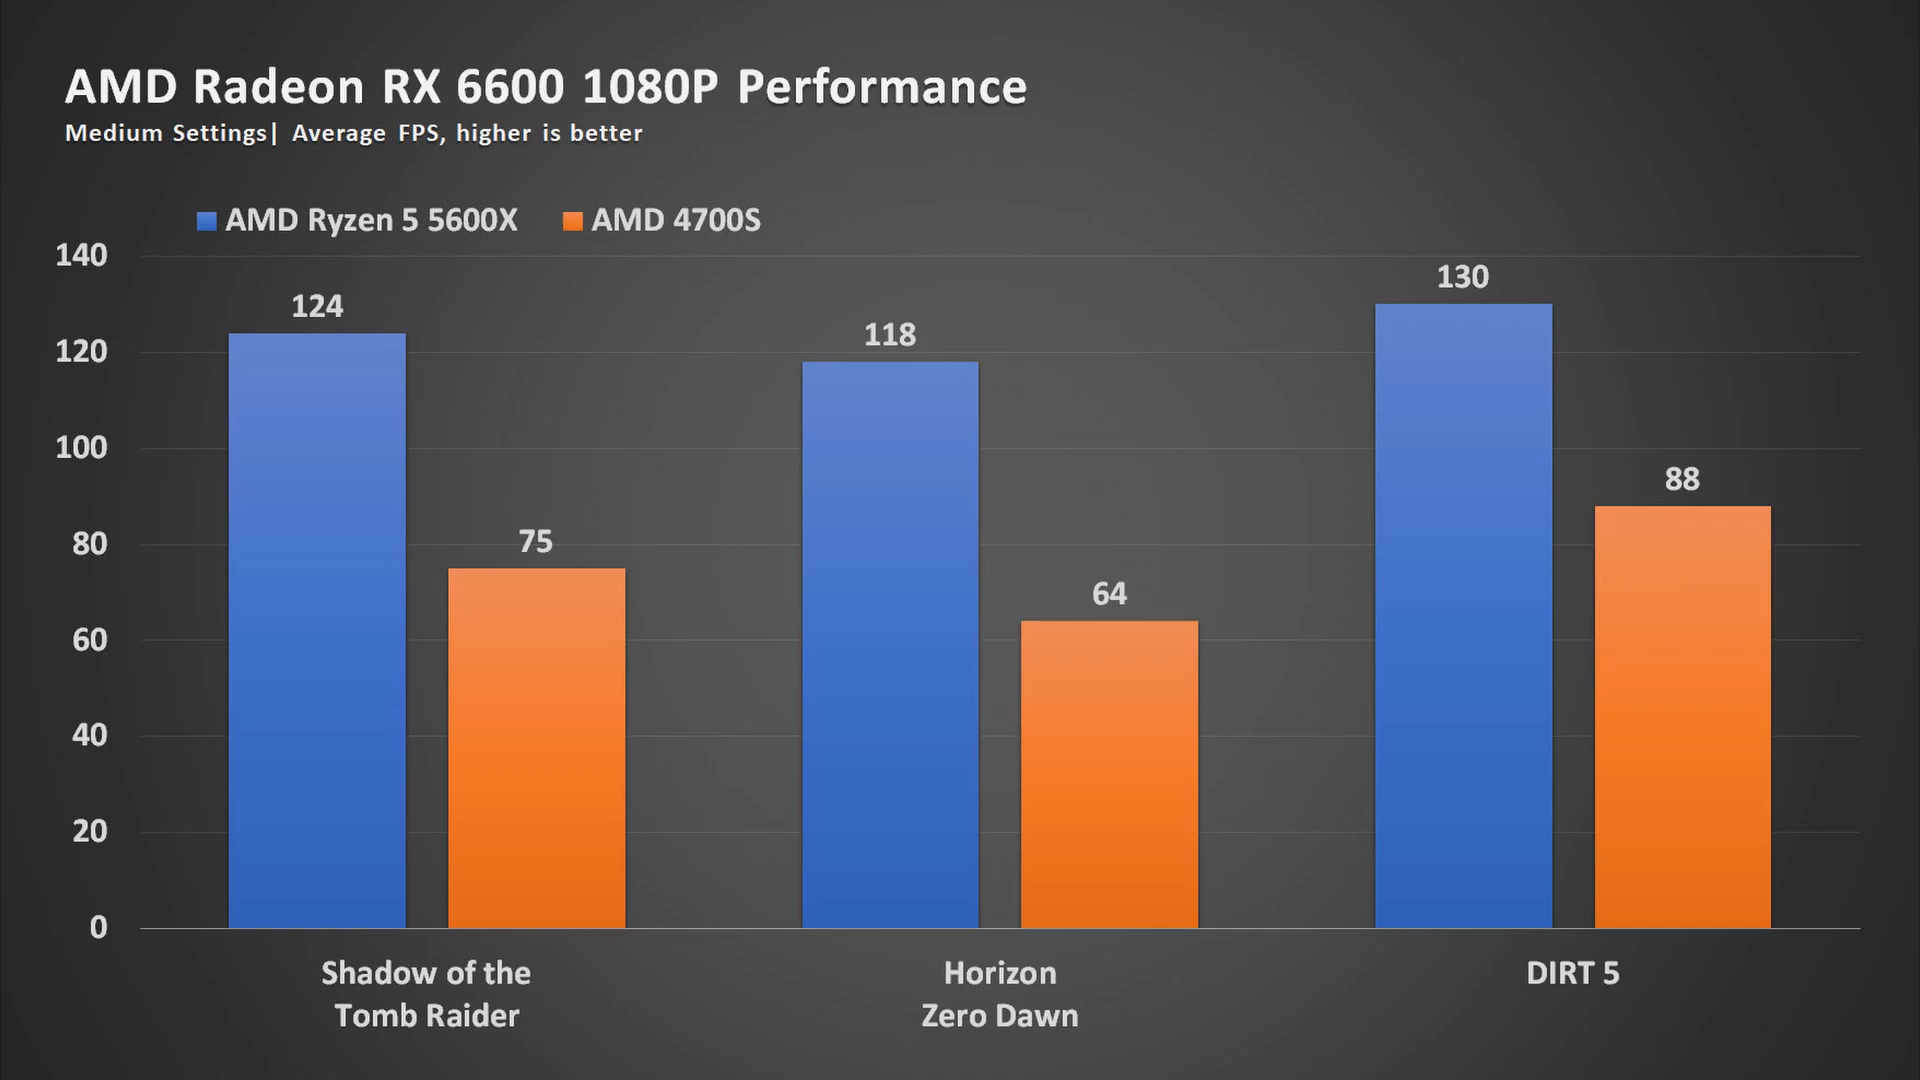 AMD Radeon RX 6600 1080P Performance
Medium Settings| Average FPS, higher is better
AMD Ryzen 5 5600X AMD 4700S
140
120
100
80
60
40
20
0
124
75
118
64
130
88
Shadow of the
Tomb Raider
Horizon
Zero Dawn
DIRT 5